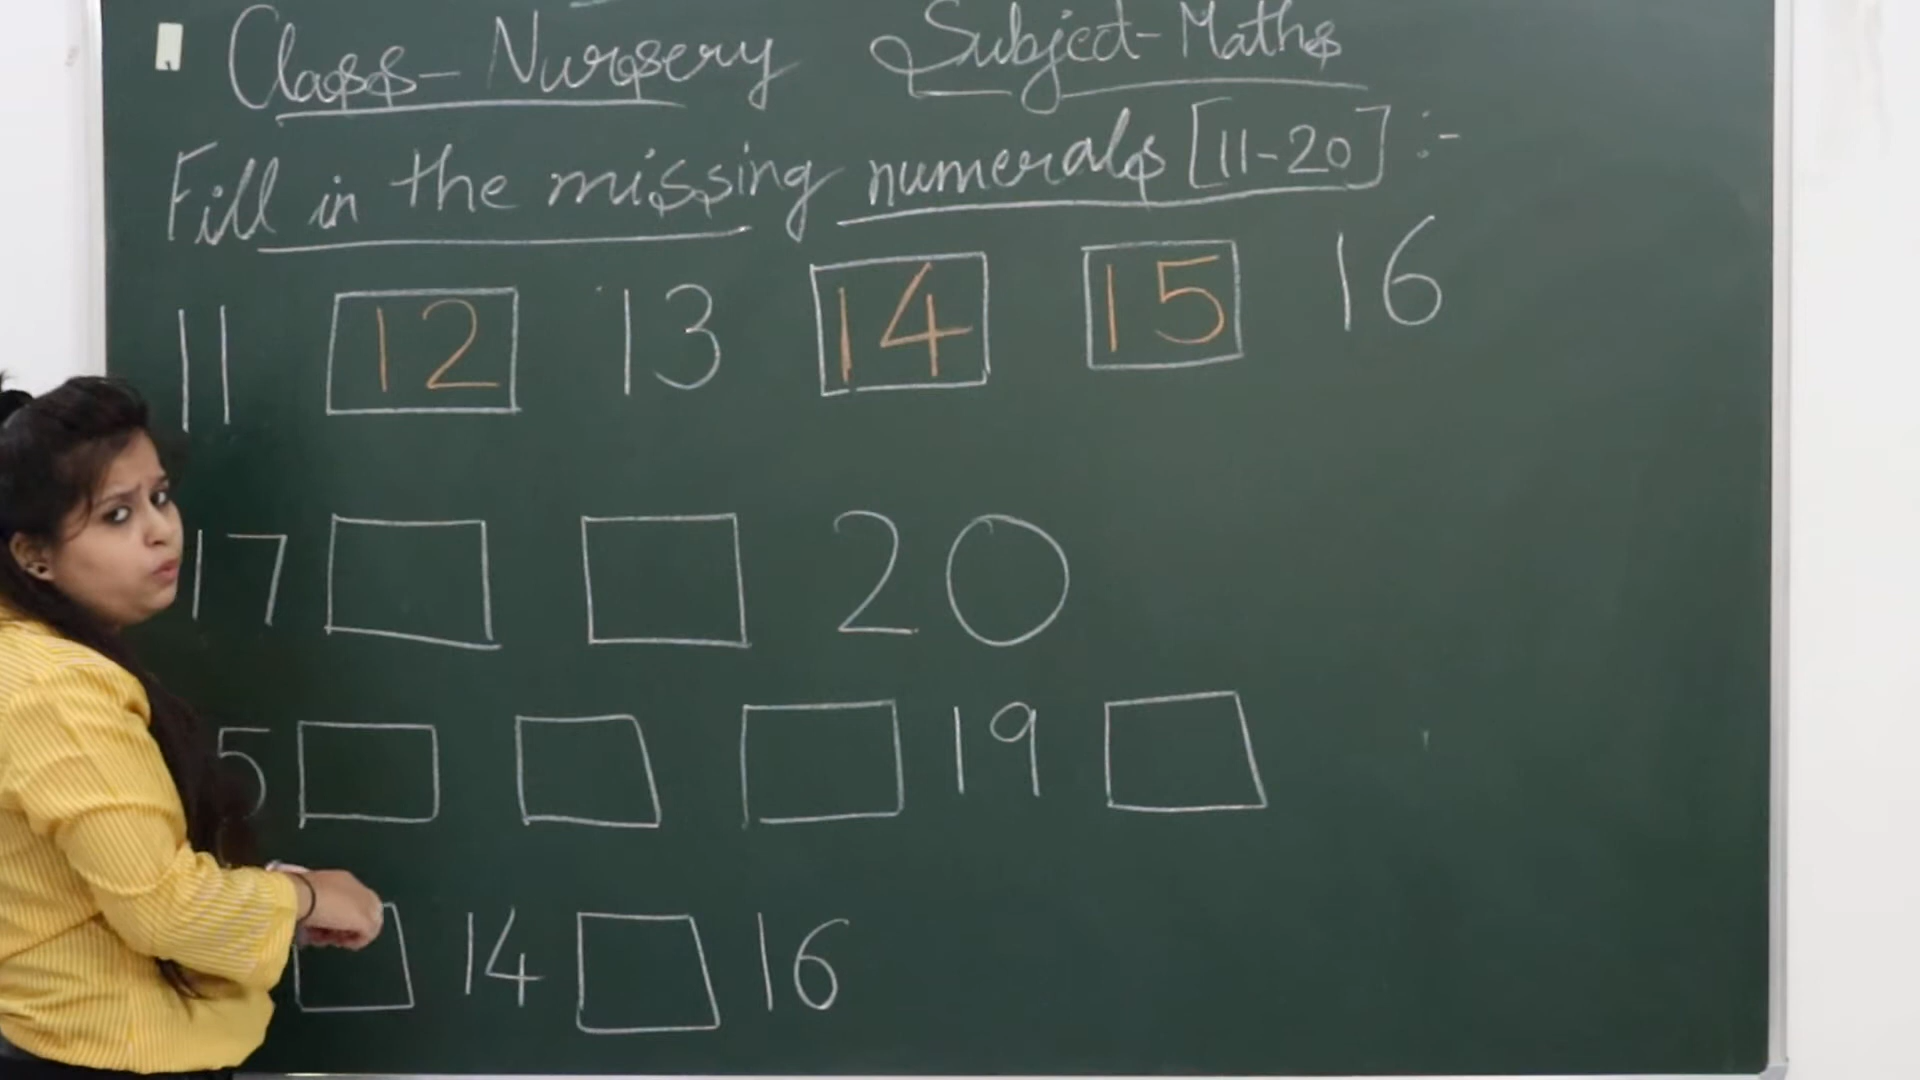 Class - Nursery Subject - Maths
Fill in the missing numerals [11-20] :-
11 12 13 14 15 16
17 20
5 19
14 16